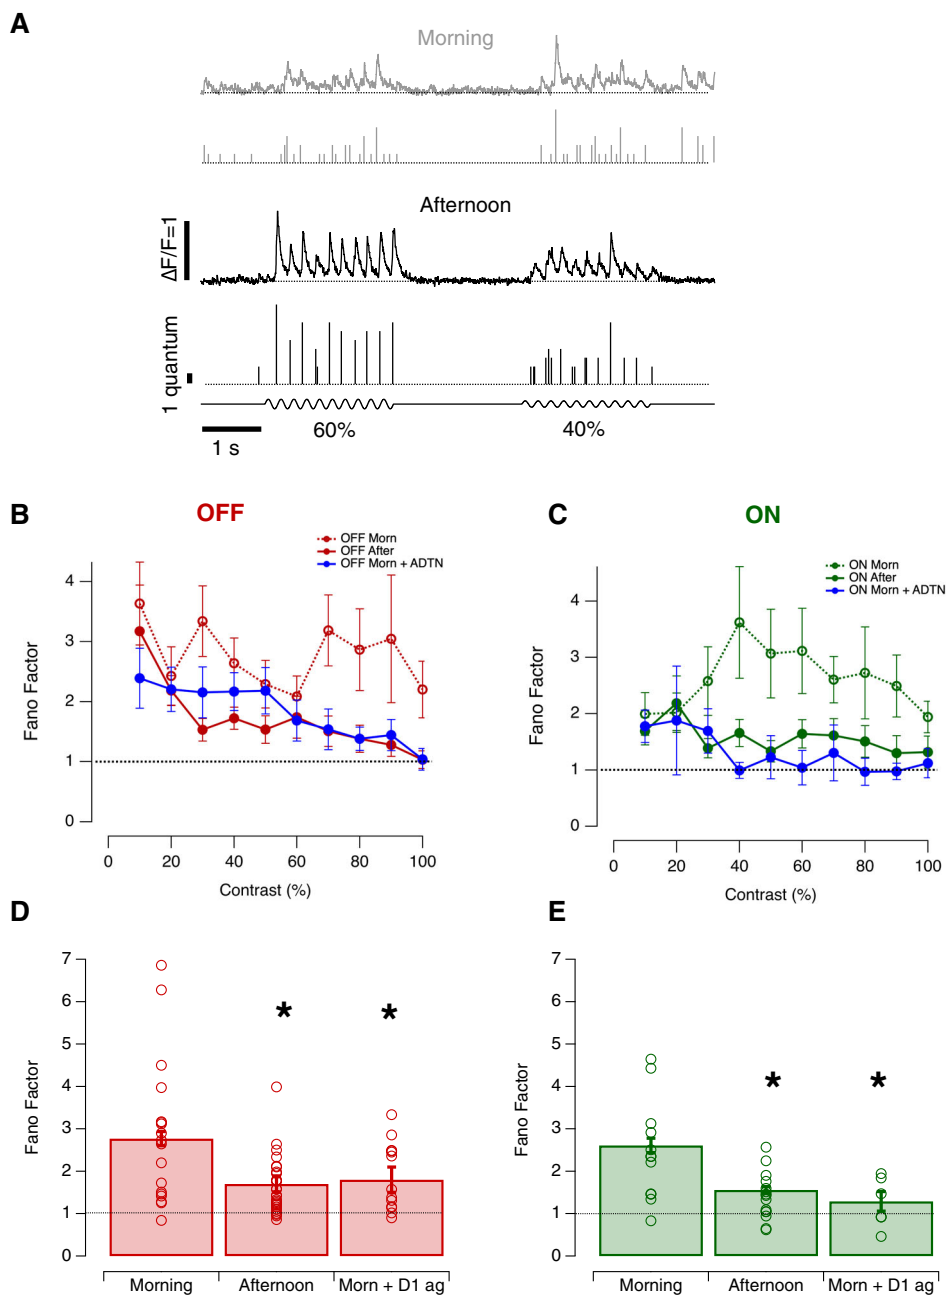 A
Morning
Afternoon
ΔF/F=1
1 quantum
60%
40%
1 s
B
OFF
OFF Morn
OFF After
OFF Morn + ADTN
4
3
2
1
0
Fano Factor
0 20 40 60 80 100
Contrast (%)
C
ON
ON Morn
ON After
ON Morn + ADTN
4
3
2
1
0
Fano Factor
0 20 40 60 80 100
Contrast (%)
D
7
6
5
4
3
2
1
0
Fano Factor
* *
Morning Afternoon Morn + D1 ag
E
7
6
5
4
3
2
1
0
Fano Factor
* *
Morning Afternoon Morn + D1 ag